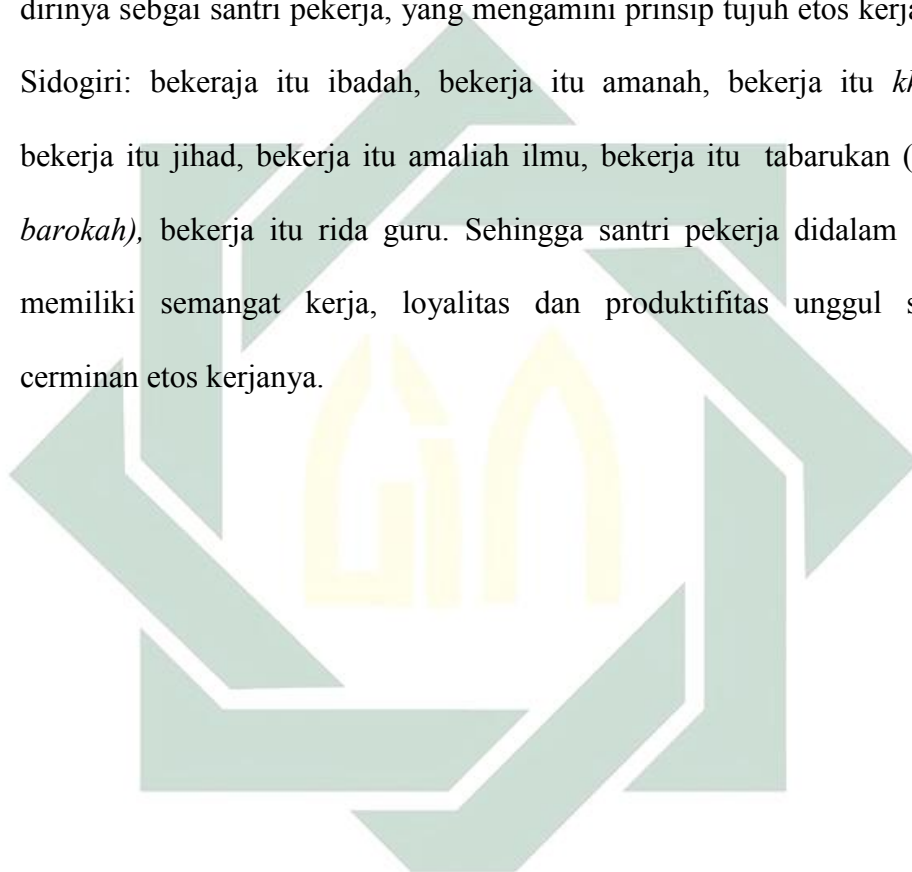 dirinya sebgai santri pekerja, yang mengamini prinsip tujuh etos kerja
Sidogiri: bekeraja itu ibadah, bekerja itu amanah, bekerja itu
bekerja itu jihad, bekerja itu amaliah ilmu, bekerja itu tabarukan (
barokah), bekerja itu rida guru. Sehingga santri pekerja didalam
memiliki semangat kerja, loyalitas dan produktifitas unggul
cerminan etos kerjanya.